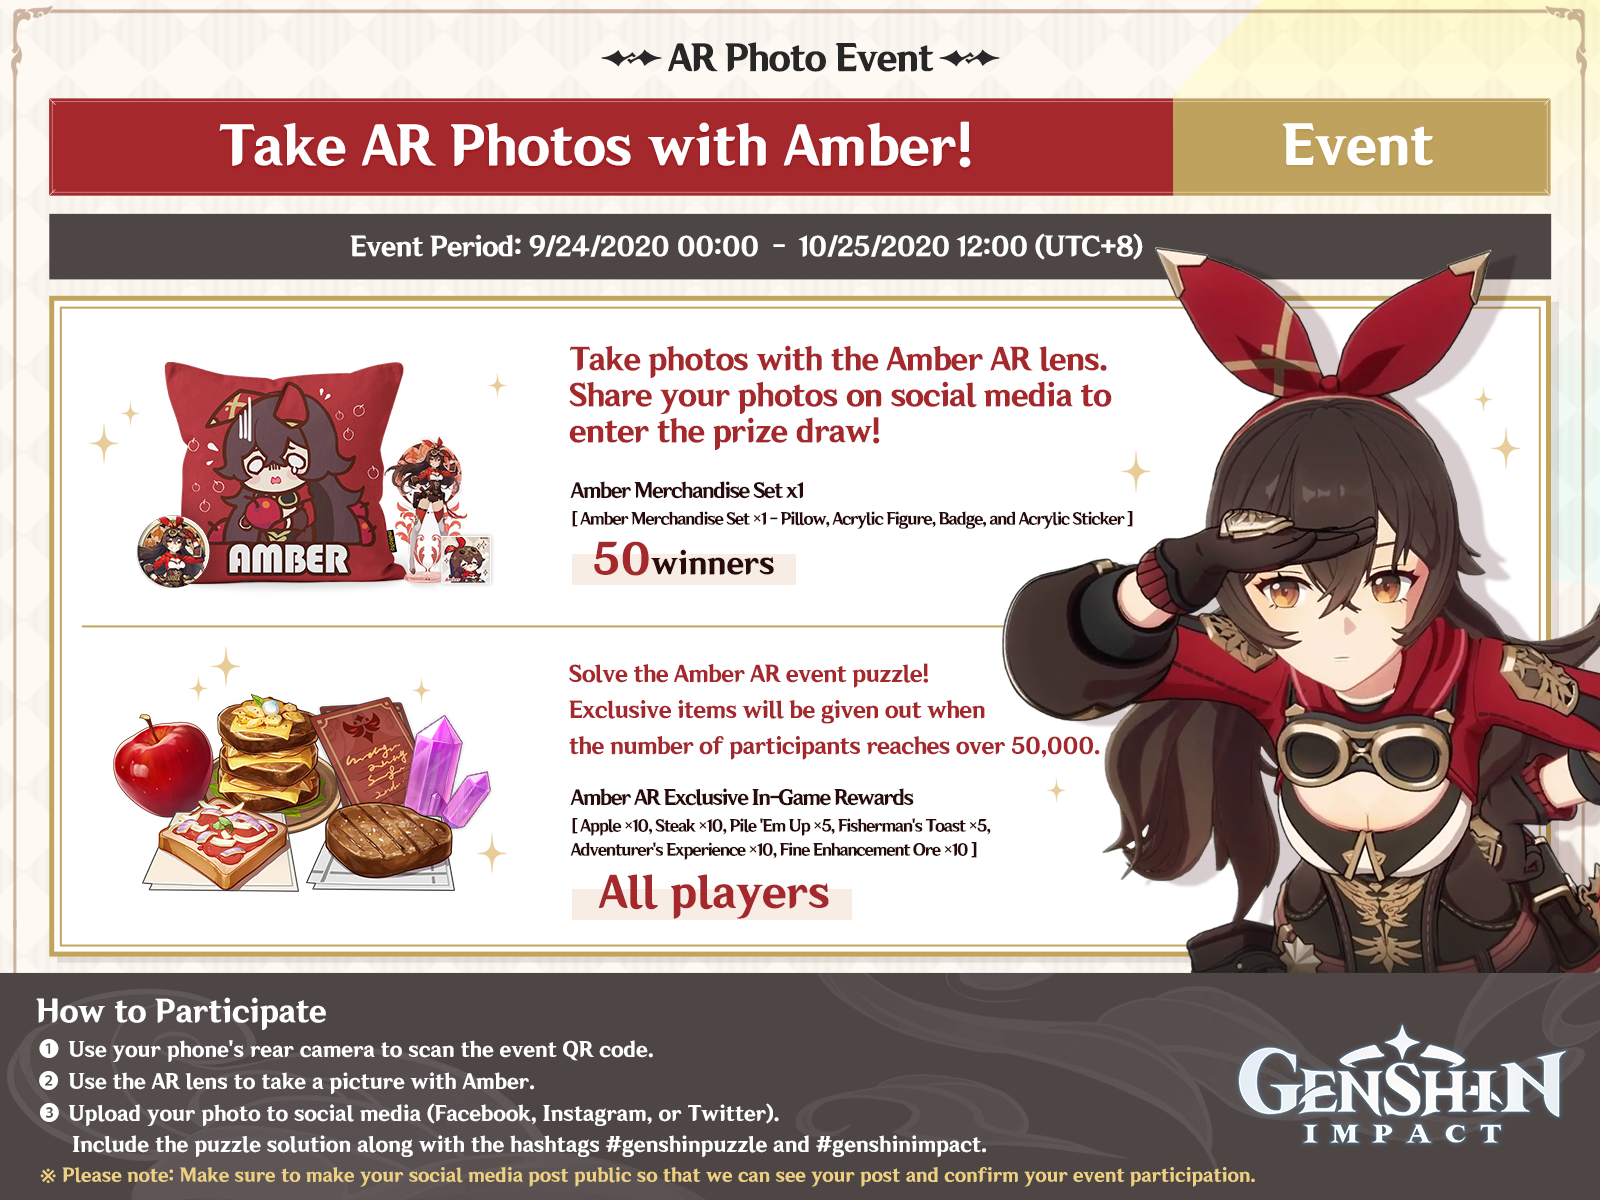 AR Photo Event
Take AR Photos with Amber!
Event
Event Period: 9/24/2020 00:00 - 10/25/2020 12:00 (UTC+8)
Take photos with the Amber AR lens.
Share your photos on social media to
enter the prize draw!
Amber Merchandise Set x1
[ Amber Merchandise Set ×1 - Pillow, Acrylic Figure, Badge, and Acrylic Sticker ]
50 winners
AMBER
Amber
Solve the Amber AR event puzzle!
Exclusive items will be given out when
the number of participants reaches over 50,000.
Amber AR Exclusive In-Game Rewards
[ Apple ×10, Steak ×10, Pile 'Em Up ×5, Fisherman's Toast ×5,
Adventurer's Experience ×10, Fine Enhancement Ore ×10 ]
All players
How to Participate
❶ Use your phone's rear camera to scan the event QR code.
❷ Use the AR lens to take a picture with Amber.
❸ Upload your photo to social media (Facebook, Instagram, or Twitter).
Include the puzzle solution along with the hashtags #genshinpuzzle and #genshinimpact.
※ Please note: Make sure to make your social media post public so that we can see your post and confirm your event participation.
GENSHIN
IMPACT